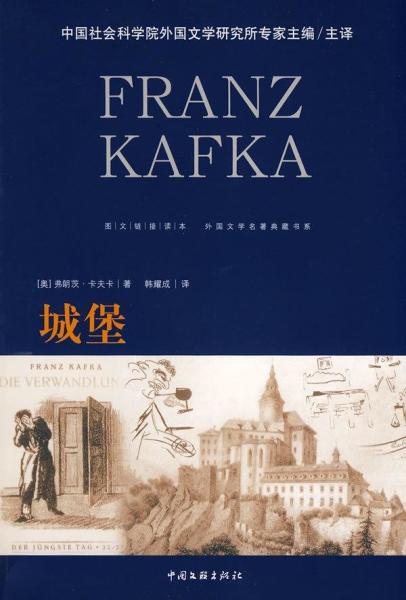 中国社会科学院外国文学研究所专家主编/主译
FRANZ
KAFKA
图|文|链|接|读|本 外国文学名著典藏书系
[奥]弗朗茨·卡夫卡|著 韩耀成|译
城堡
FRANZ KAFKA
DIE VERWANDLUN
DER JÜNGSTE TAG • 22/2
中国文联出版社